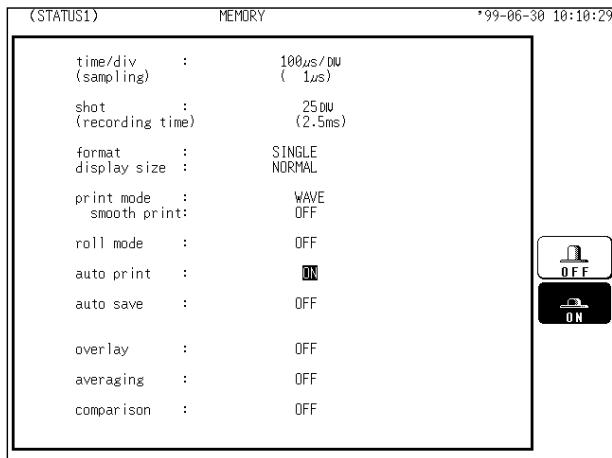 (STATUS1) MEMORY '99-06-30 10:10:29
time/div : 100µs/DIV
(sampling) ( 1µs)
shot : 25DIV
(recording time) (2.5ms)
format : SINGLE
display size : NORMAL
print mode : WAVE
smooth print: OFF
roll mode : OFF
OFF
auto print : ON
auto save : OFF
ON
overlay : OFF
averaging : OFF
comparison : OFF